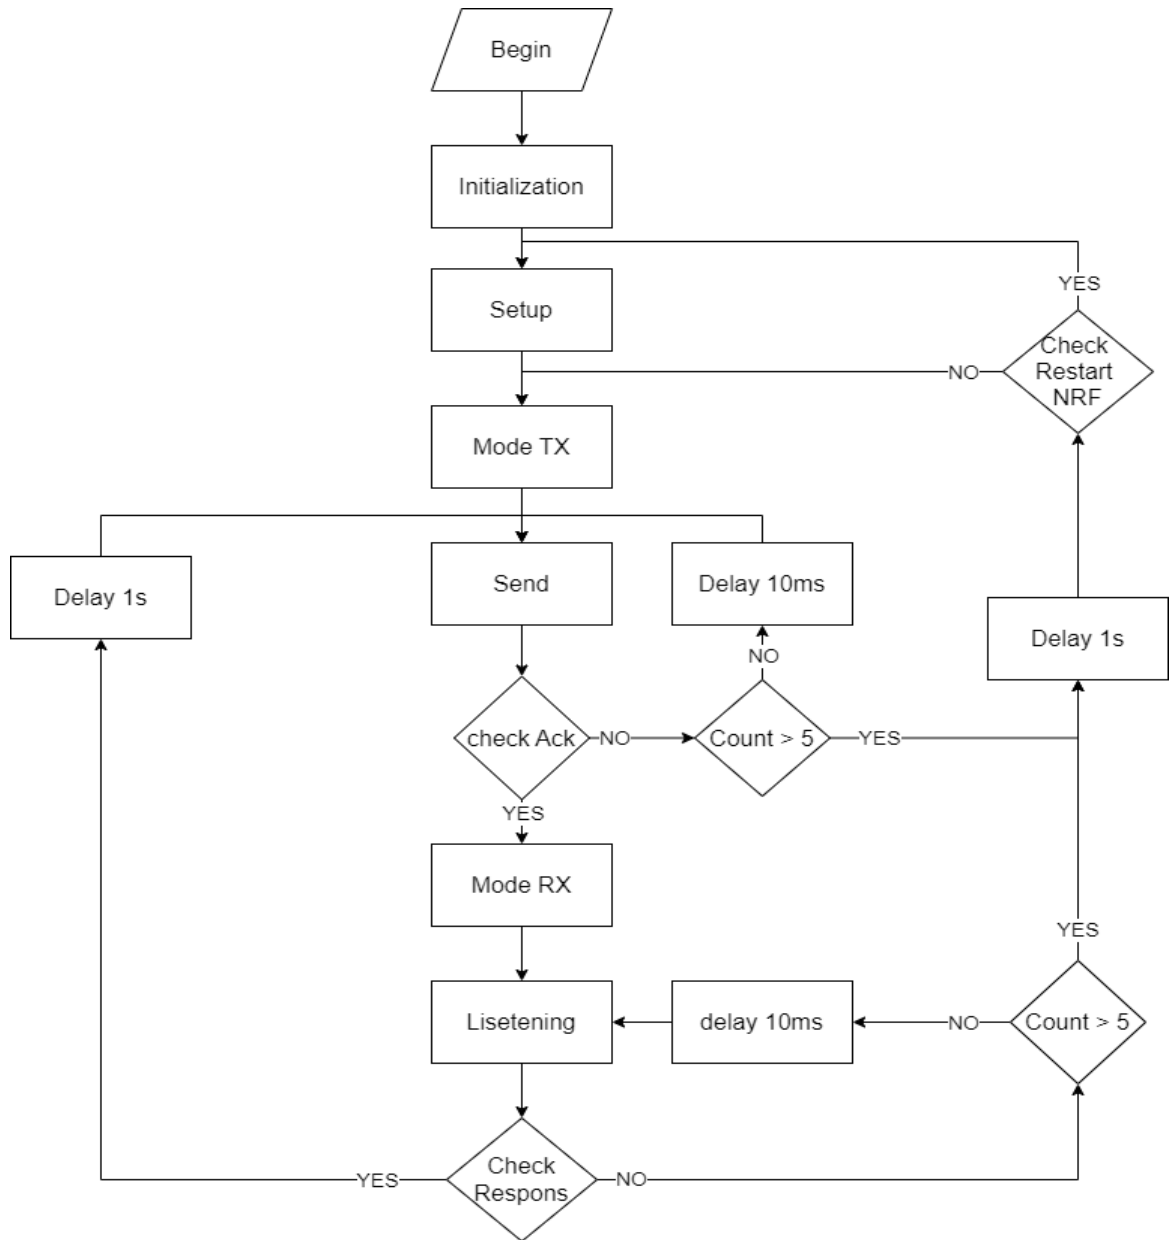 Begin
Initialization
YES
Setup
Check
Restart
NRF
NO
Mode TX
Delay 1s
Send
Delay 10ms
Delay 1s
NO
check Ack
NO
Count > 5
YES
YES
Mode RX
YES
Lisetening
delay 10ms
NO
Count > 5
Check
Respons
YES
NO